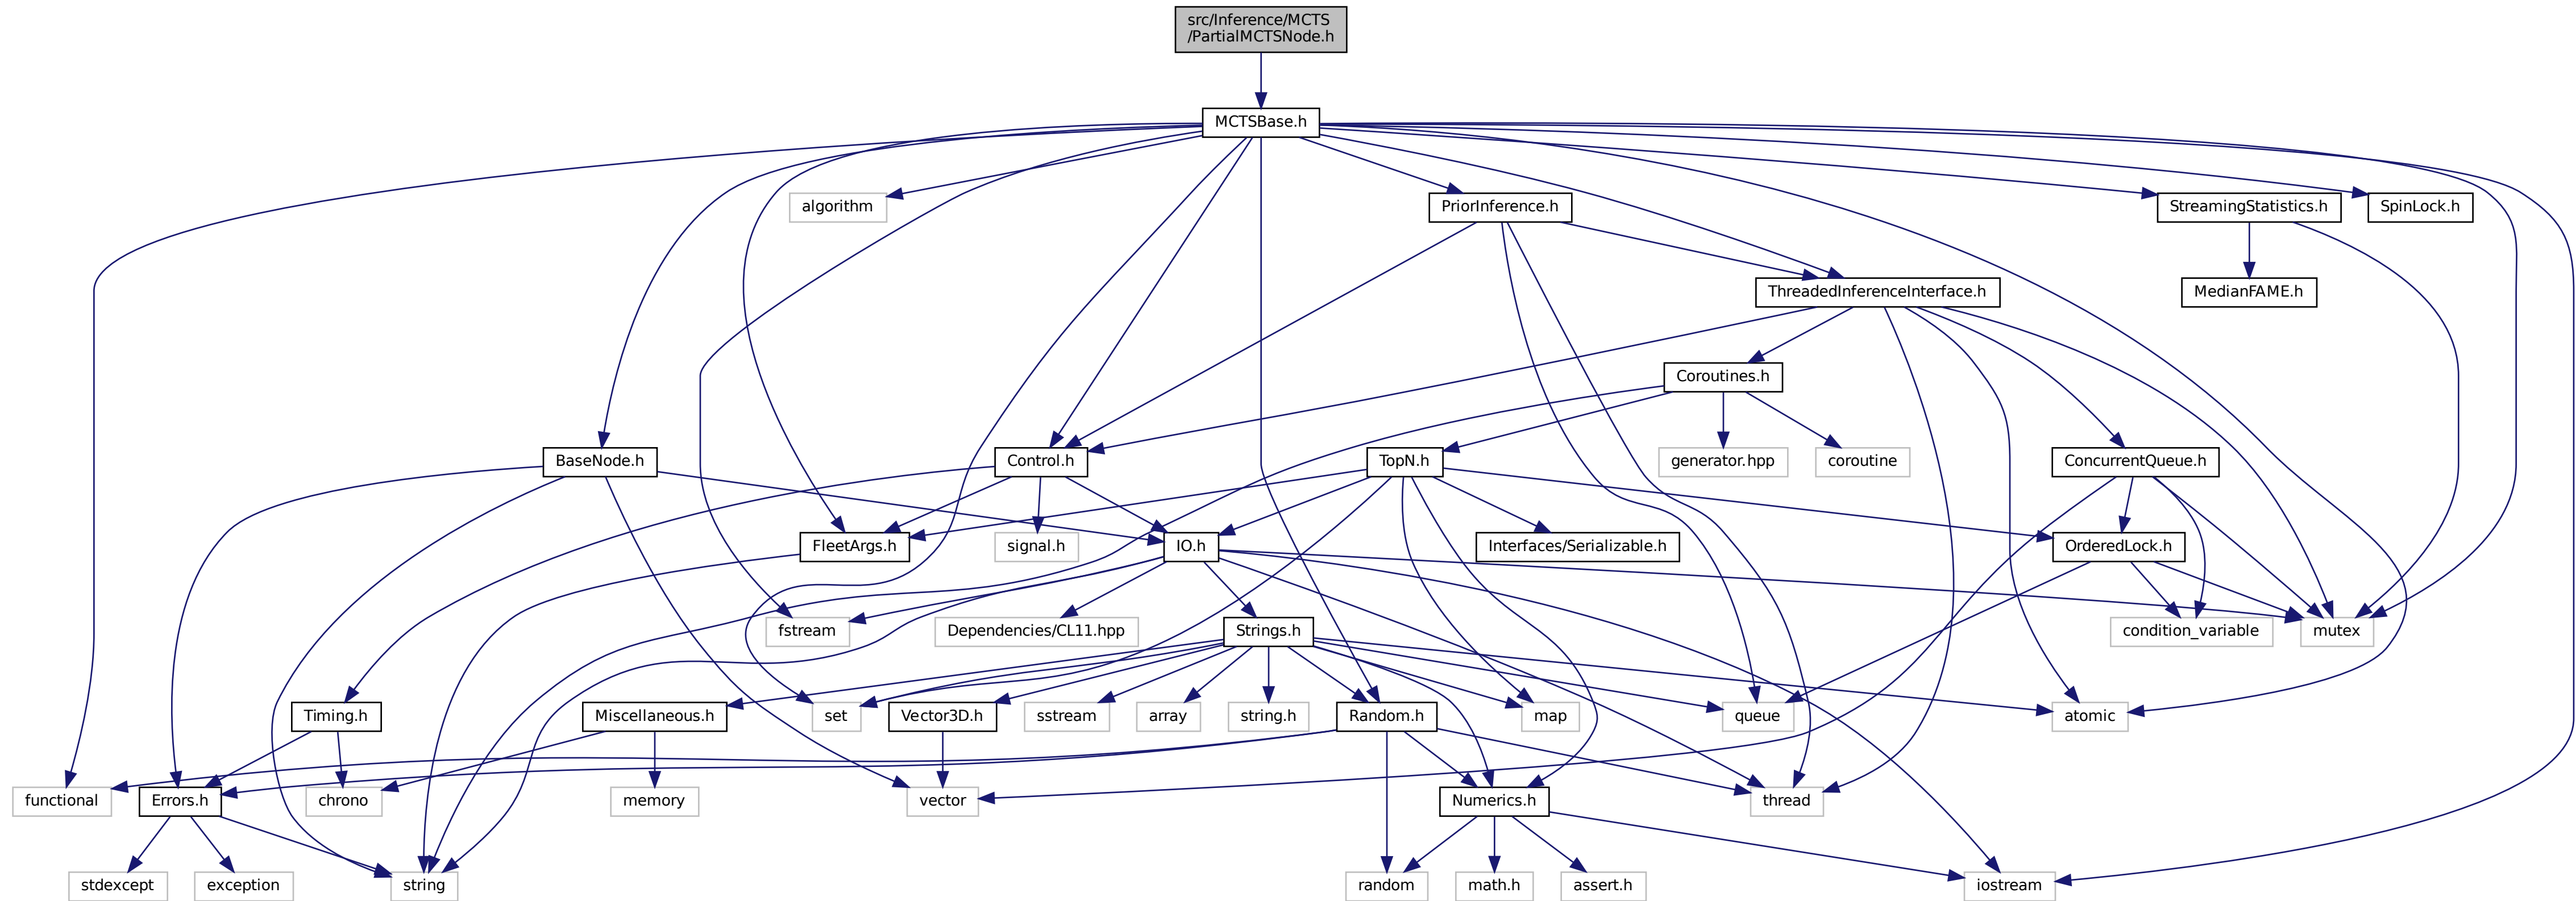 src/Inference/MCTS
/PartialMCTSNode.h
MCTSBase.h
algorithm
PriorInference.h
StreamingStatistics.h
SpinLock.h
ThreadedInferenceInterface.h
MedianFAME.h
Coroutines.h
BaseNode.h
Control.h
TopN.h
generator.hpp
coroutine
ConcurrentQueue.h
FleetArgs.h
signal.h
IO.h
Interfaces/Serializable.h
OrderedLock.h
fstream
Dependencies/CL11.hpp
Strings.h
condition_variable
mutex
Timing.h
Miscellaneous.h
set
Vector3D.h
sstream
array
string.h
Random.h
map
queue
atomic
functional
Errors.h
chrono
memory
vector
Numerics.h
thread
stdexcept
exception
string
random
math.h
assert.h
iostream